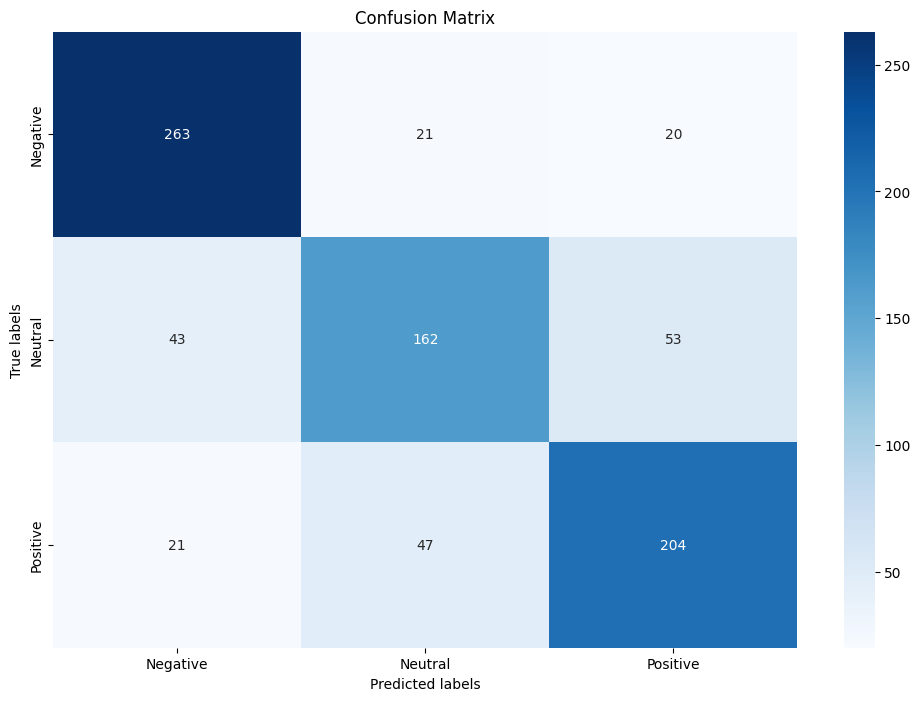 Confusion Matrix
True labels
Negative
263 21 20
Neutral
43 162 53
Positive
21 47 204
Negative Neutral Positive
Predicted labels
250
200
150
100
50